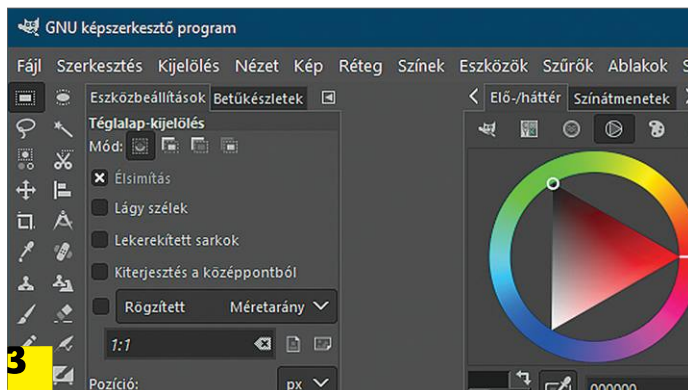 GNU képszerkesztő program
Fájl Szerkesztés Kijelölés Nézet Kép Réteg Színek Eszközök Szűrők Ablakok S
Eszközbeállítások Betűkészletek
Elő-/háttér Színátmenetek
Téglalap-kijelölés
Mód:
Élsimítás
Lágy szélek
Lekerekített sarkok
Kiterjesztés a középpontból
Rögzített Méretarány
1:1
Pozíció: px
000000
3